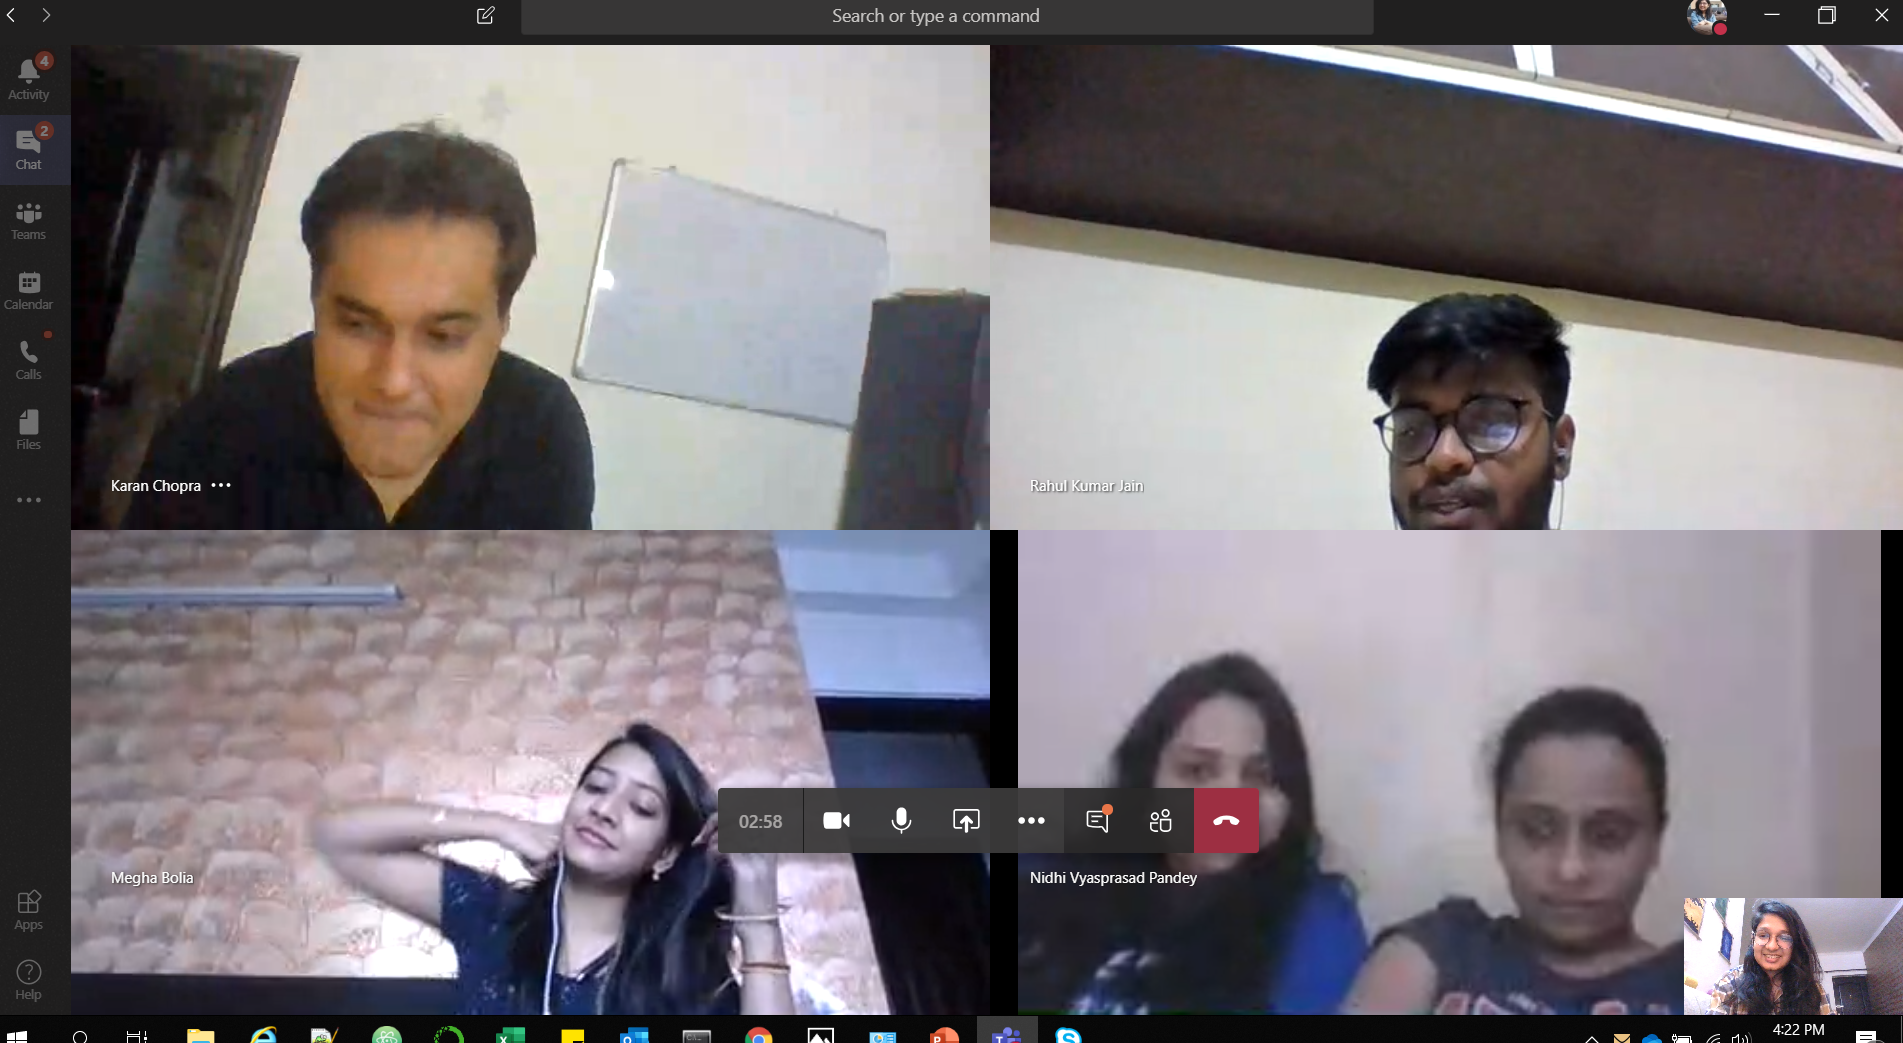 Search or type a command
4
Activity
2
Chat
Teams
Calendar
Calls
Files
Karan Chopra
Rahul Kumar Jain
02:58
Megha Bolia
Nidhi Vyasprasad Pandey
Apps
Help
4:22 PM